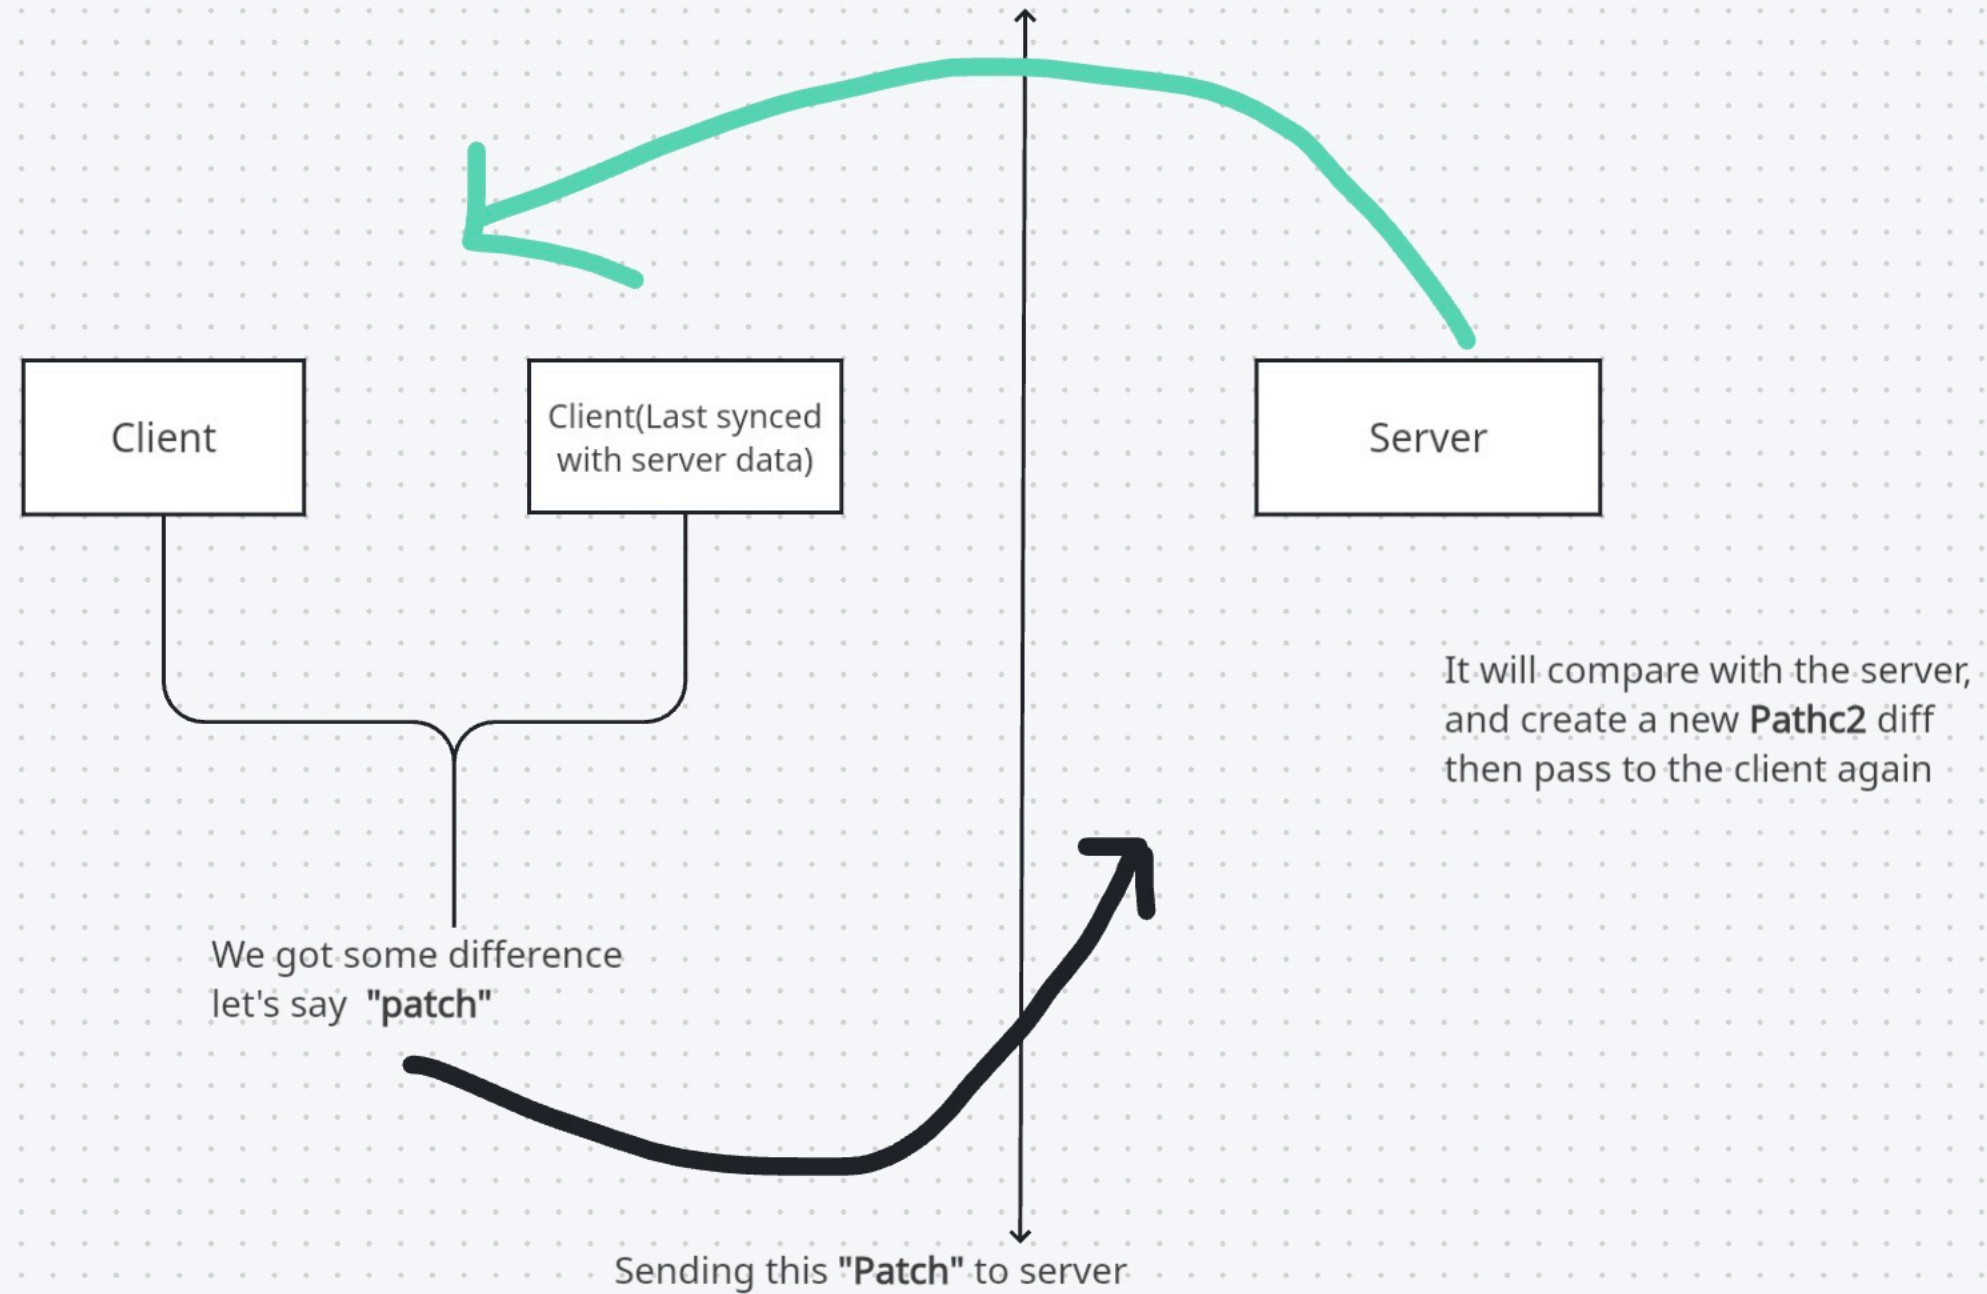 Client
Client(Last synced
with server data)
Server
It will compare with the server,
and create a new Pathc2 diff
then pass to the client again
We got some difference
let's say "patch"
Sending this "Patch" to server